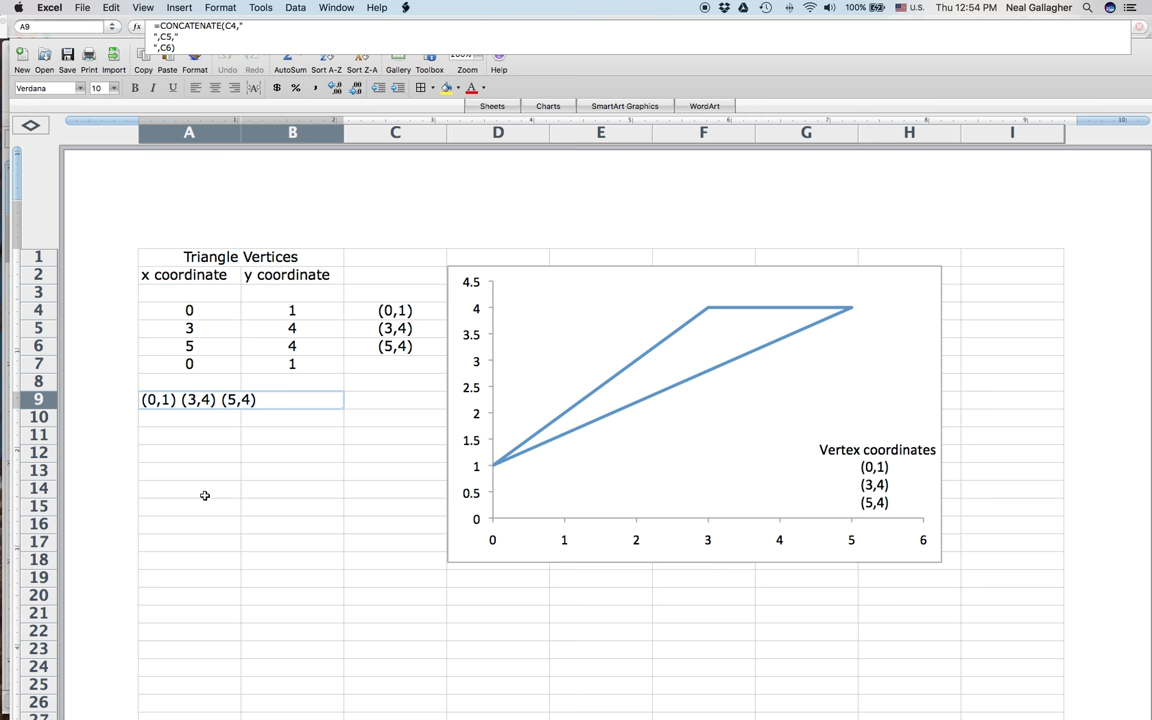 Excel File Edit View Insert Format Tools Data Window Help 100% U.S. Thu 12:54 PM Neal Gallagher
A9 fx =CONCATENATE(C4,"
",C5,"
",C6)
New Open Save Print Import Copy Paste Format Undo Redo AutoSum Sort A-Z Sort Z-A Gallery Toolbox Zoom Help
Verdana 10 B I U ABC $ % ,
Sheets Charts SmartArt Graphics WordArt
A B C D E F G H I
1 Triangle Vertices
2 x coordinate y coordinate
3
4 0 1 (0,1)
5 3 4 (3,4)
6 5 4 (5,4)
7 0 1
8
9 (0,1) (3,4) (5,4)
10
11
12
13
14
15
16
17
18
19
20
21
22
23
24
25
26
27
4.5
4
3.5
3
2.5
2
1.5
1
0.5
0
0 1 2 3 4 5 6
Vertex coordinates
(0,1)
(3,4)
(5,4)